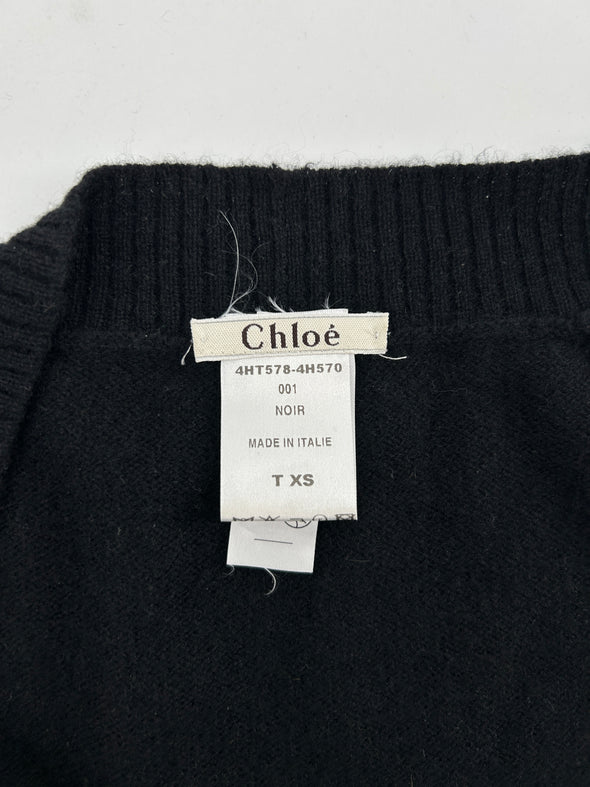 Chloé
4HT578-4H570
001
NOIR
MADE IN ITALIE
T XS